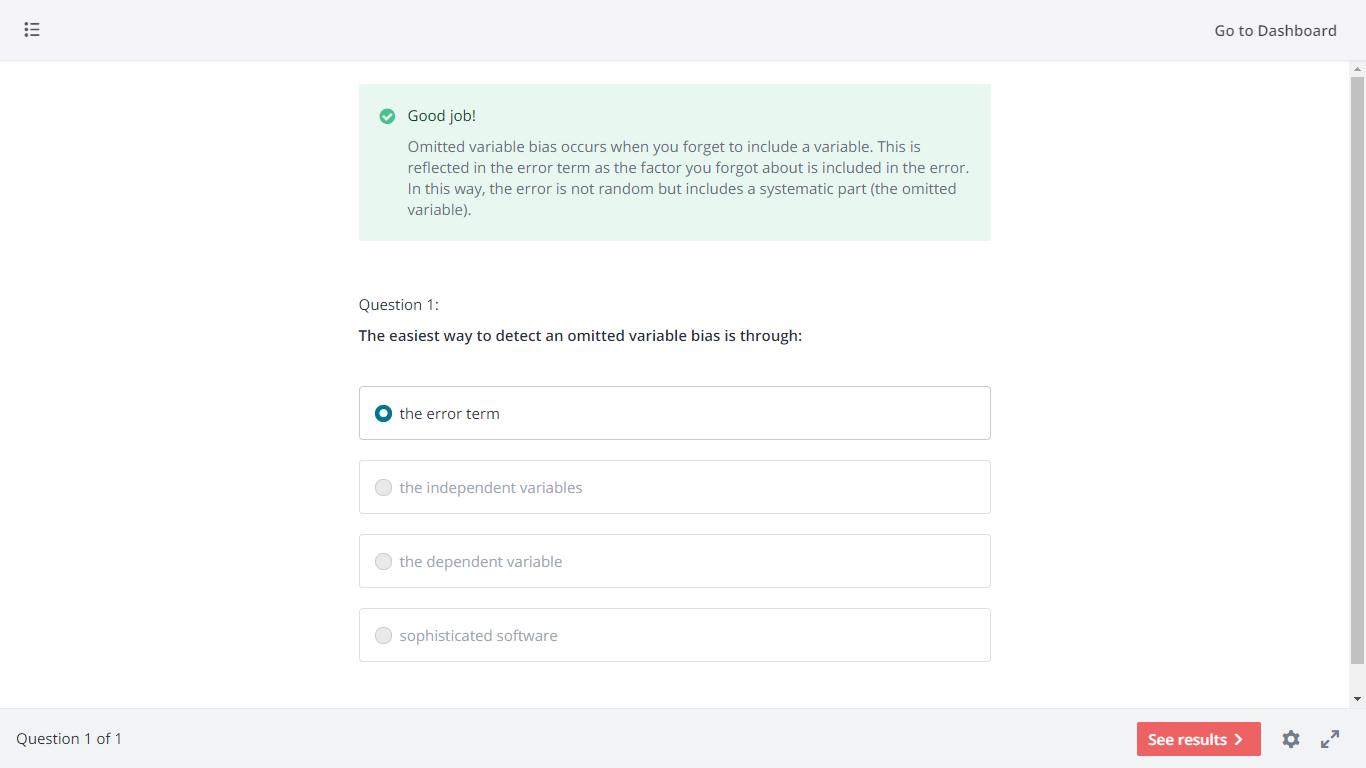 Go to Dashboard
Good job!
Omitted variable bias occurs when you forget to include a variable. This is
reflected in the error term as the factor you forgot about is included in the error.
In this way, the error is not random but includes a systematic part (the omitted
variable).
Question 1:
The easiest way to detect an omitted variable bias is through:
the error term
the independent variables
the dependent variable
sophisticated software
Question 1 of 1
See results